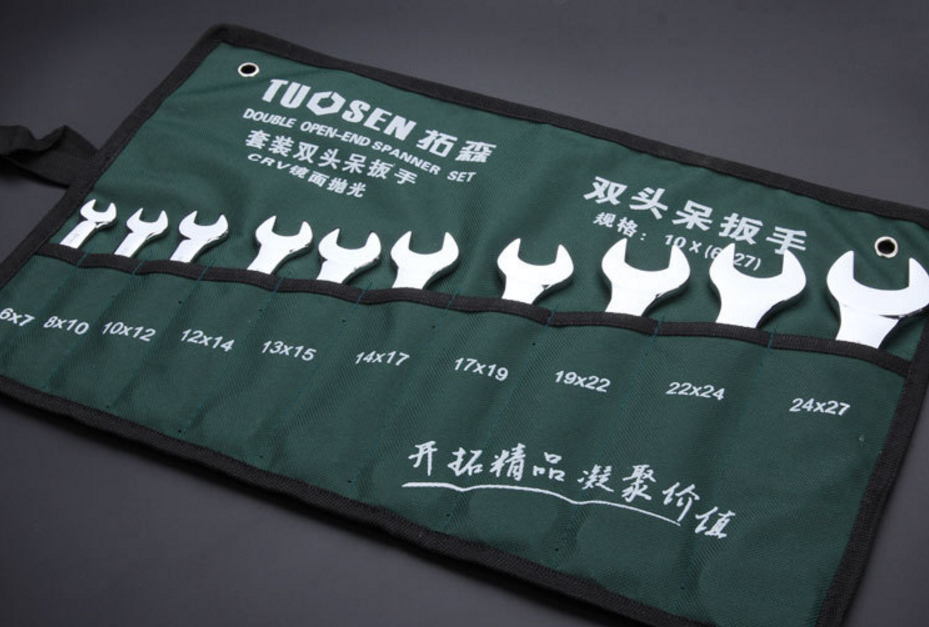 TUOSEN 拓森
DOUBLE OPEN-END SPANNER SET
套装双头呆扳手
CRV镜面抛光
双头呆扳手
规格：10X(6-27)
6x7 8x10 10x12 12x14 13x15 14x17 17x19 19x22 22x24 24x27
开拓精品 凝聚价值